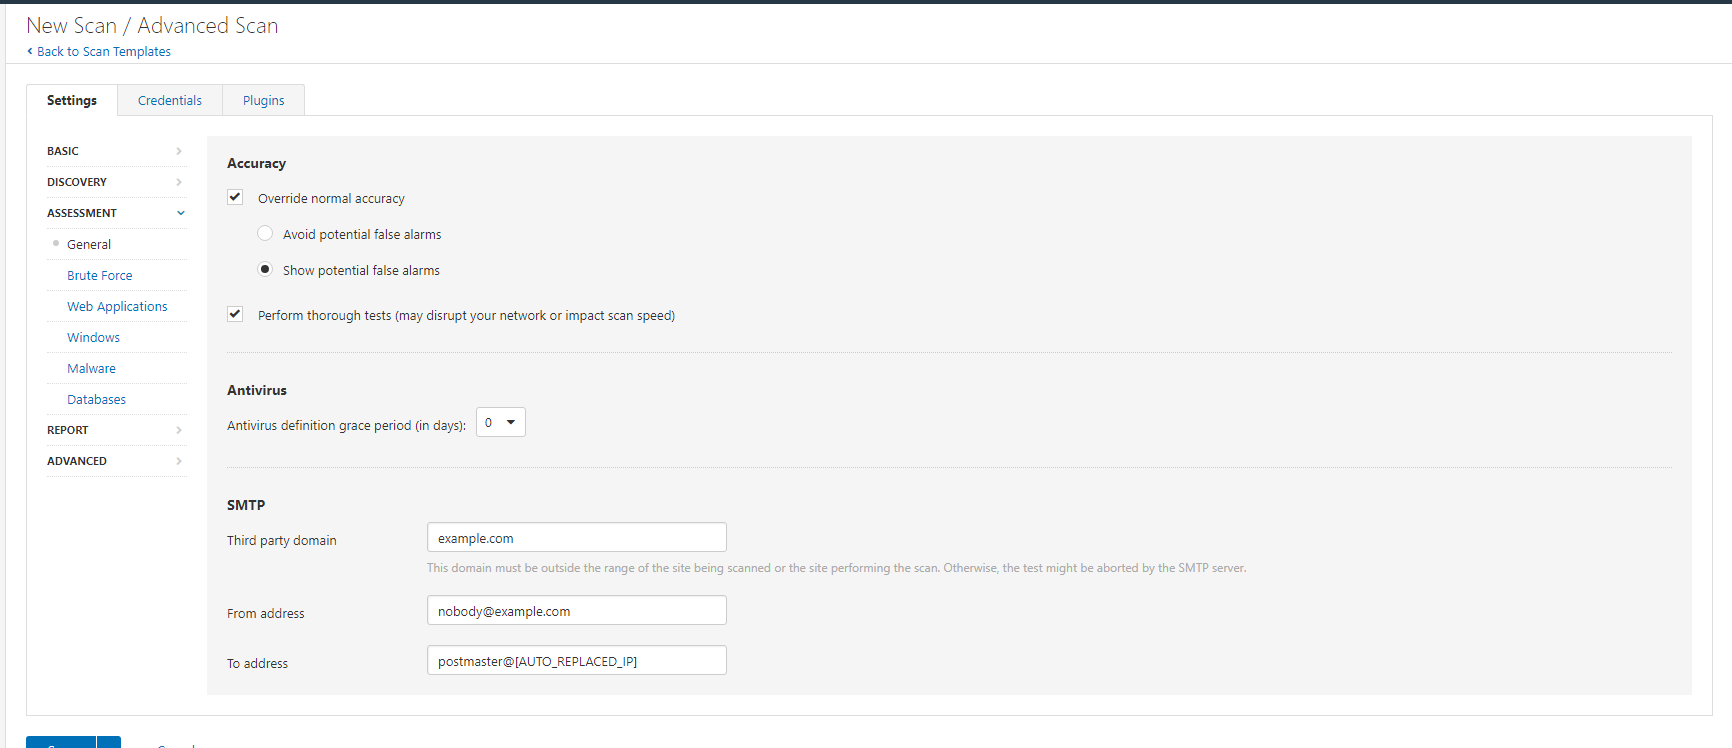 New Scan / Advanced Scan
Back to Scan Templates
Settings
Credentials
Plugins
BASIC
DISCOVERY
ASSESSMENT
General
Brute Force
Web Applications
Windows
Malware
Databases
REPORT
ADVANCED
Accuracy
Override normal accuracy
Avoid potential false alarms
Show potential false alarms
Perform thorough tests (may disrupt your network or impact scan speed)
Antivirus
Antivirus definition grace period (in days): 0
SMTP
Third party domain example.com
This domain must be outside the range of the site being scanned or the site performing the scan. Otherwise, the test might be aborted by the SMTP server.
From address nobody@example.com
To address postmaster@[AUTO_REPLACED_IP]